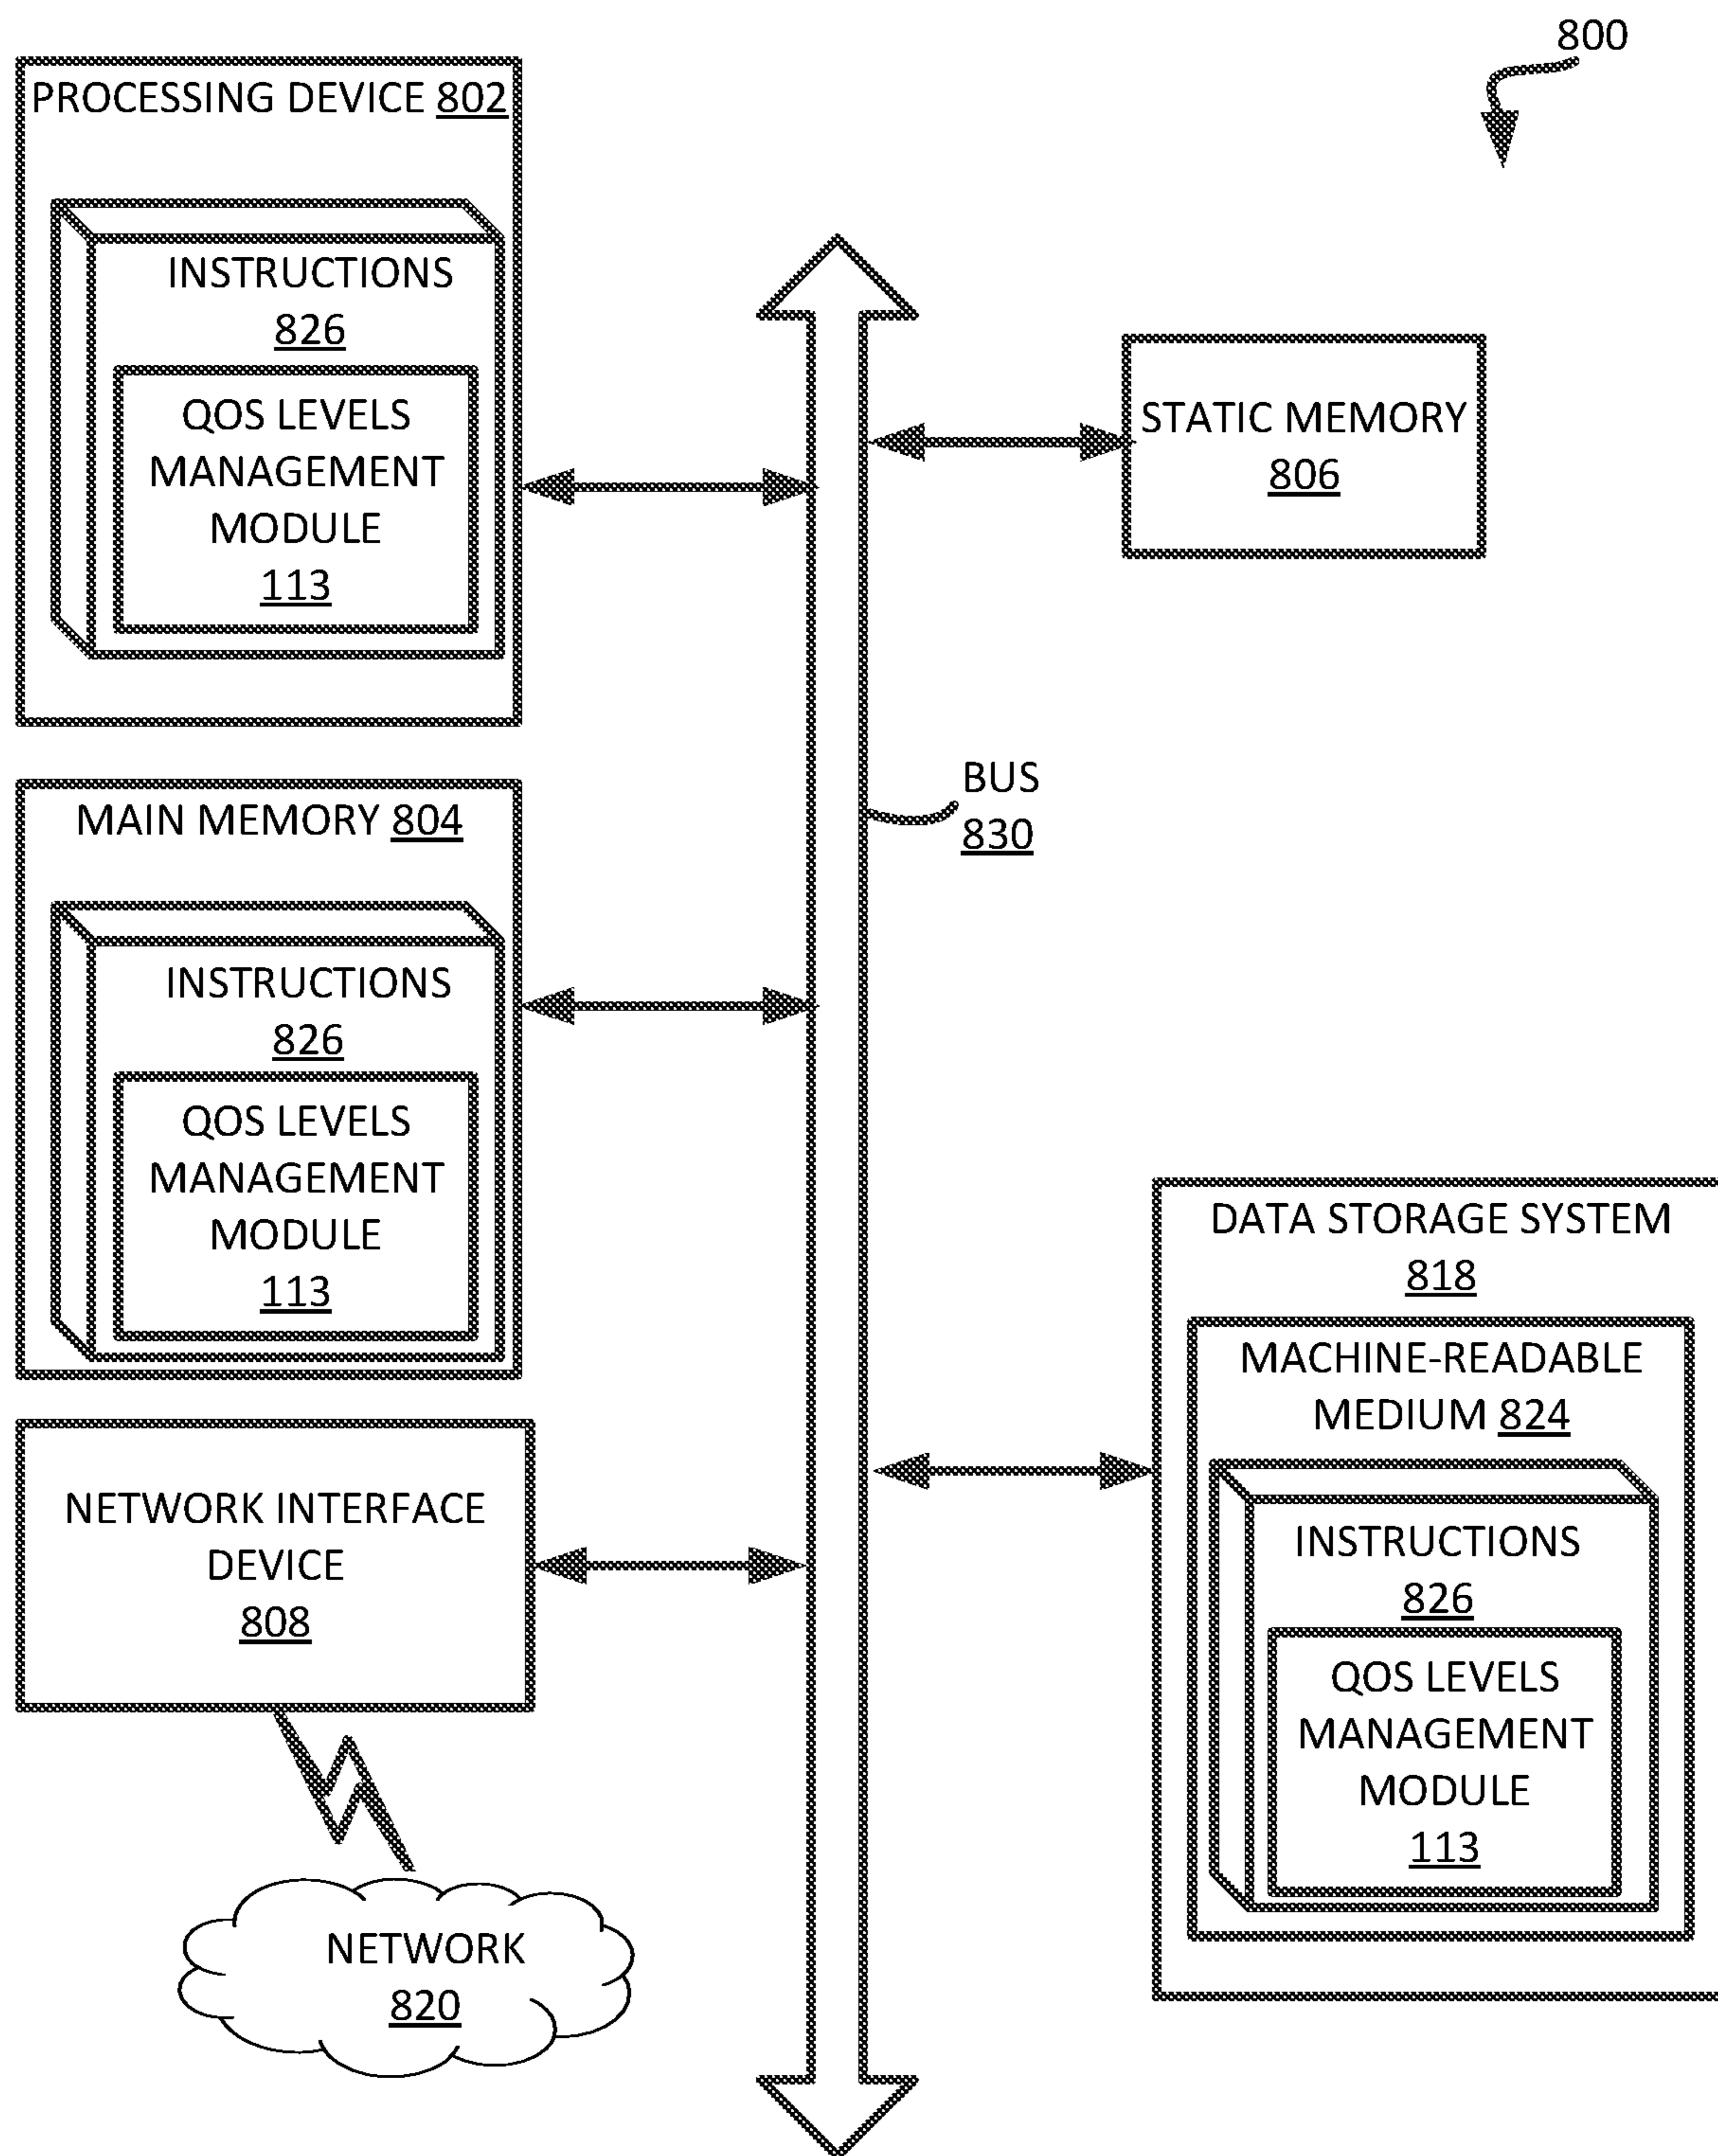 800
PROCESSING DEVICE 802
INSTRUCTIONS
826
QOS LEVELS
MANAGEMENT
MODULE
113
STATIC MEMORY
806
BUS
830
MAIN MEMORY 804
INSTRUCTIONS
826
QOS LEVELS
MANAGEMENT
MODULE
113
DATA STORAGE SYSTEM
818
MACHINE-READABLE
MEDIUM 824
INSTRUCTIONS
826
QOS LEVELS
MANAGEMENT
MODULE
113
NETWORK INTERFACE
DEVICE
808
NETWORK
820